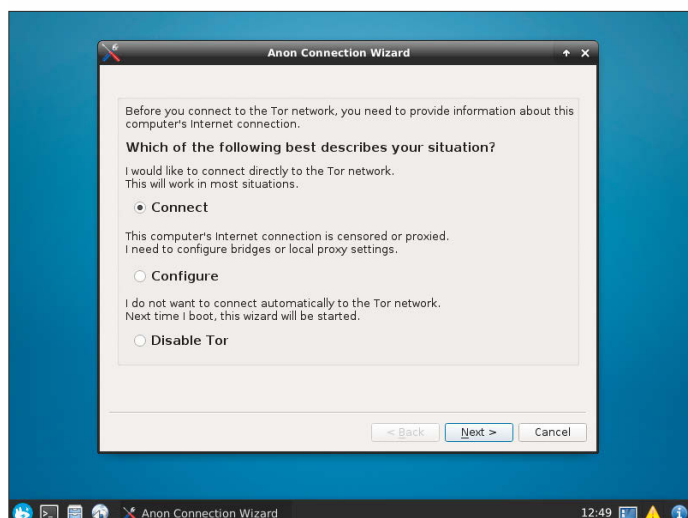 Anon Connection Wizard
Before you connect to the Tor network, you need to provide information about this
computer's Internet connection.
Which of the following best describes your situation?
I would like to connect directly to the Tor network.
This will work in most situations.
Connect
This computer's Internet connection is censored or proxied.
I need to configure bridges or local proxy settings.
Configure
I do not want to connect automatically to the Tor network.
Next time I boot, this wizard will be started.
Disable Tor
< Back
Next >
Cancel
Anon Connection Wizard
12:49